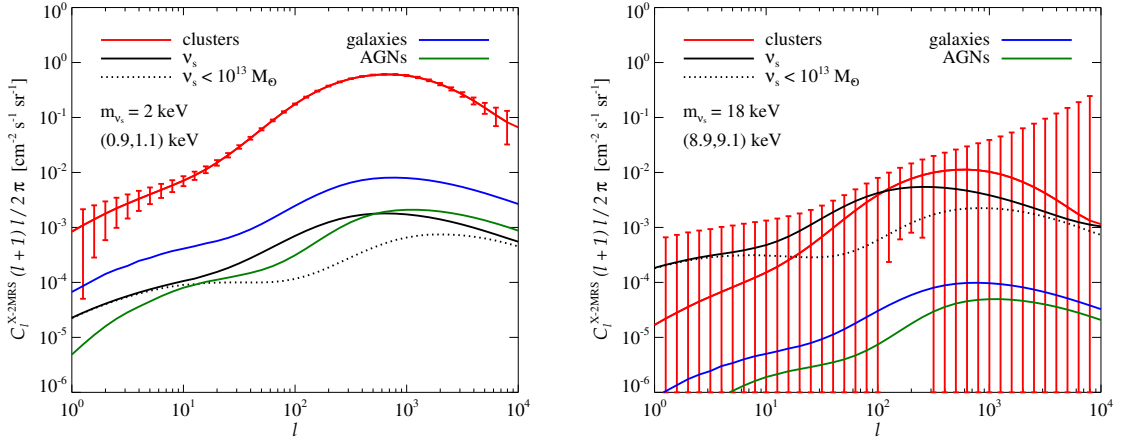 10^0
10^-1
10^-2
10^-3
10^-4
10^-5
10^-6
C_l^X-2MRS (l + 1) l / 2 π [cm^-2 s^-1 sr^-1]
clusters
galaxies
ν_s
AGNs
ν_s < 10^13 M_⊙
m_ν_s = 2 keV
(0.9,1.1) keV
10^0 10^1 10^2 10^3 10^4
l
10^0
10^-1
10^-2
10^-3
10^-4
10^-5
10^-6
C_l^X-2MRS (l + 1) l / 2 π [cm^-2 s^-1 sr^-1]
clusters
galaxies
ν_s
AGNs
ν_s < 10^13 M_⊙
m_ν_s = 18 keV
(8.9,9.1) keV
10^0 10^1 10^2 10^3 10^4
l